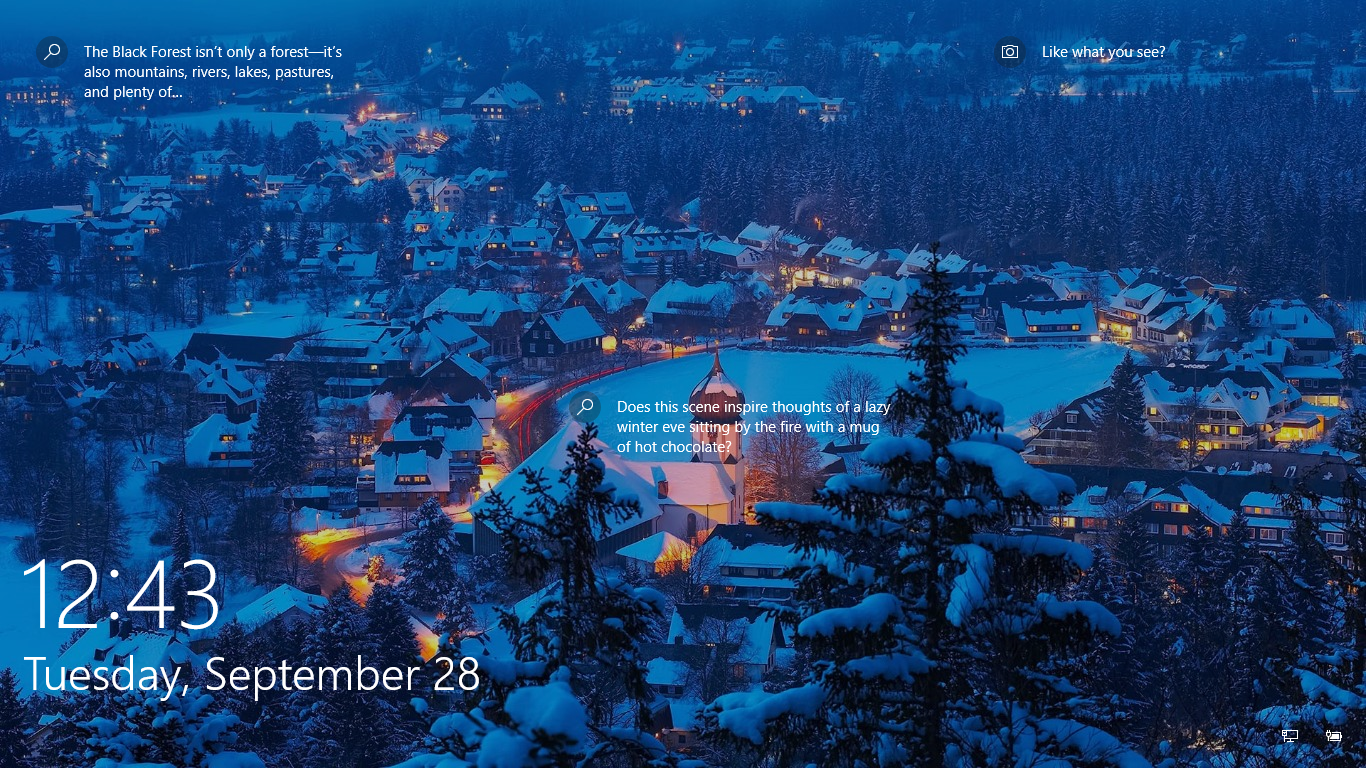 The Black Forest isn't only a forest—it's
also mountains, rivers, lakes, pastures,
and plenty of...
Like what you see?
Does this scene inspire thoughts of a lazy
winter eve sitting by the fire with a mug
of hot chocolate?
12:43
Tuesday, September 28